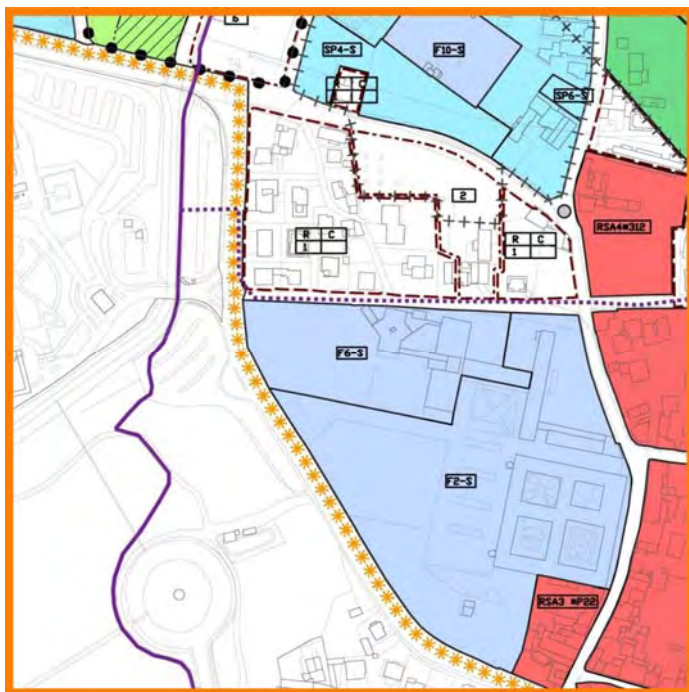 6
SP4-S
F10-S
SP6-S
R C
2
RSA4#312
R C
1
R C
1
F6-S
F2-S
RSA3 #P22